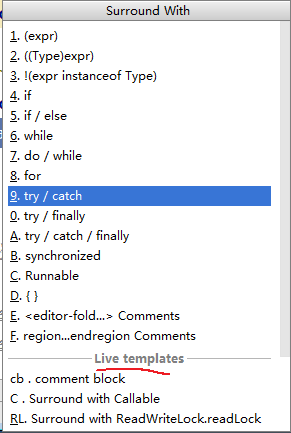 Surround With
1. (expr)
2. ((Type)expr)
3. !(expr instanceof Type)
4. if
5. if / else
6. while
7. do / while
8. for
9. try / catch
0. try / finally
A. try / catch / finally
B. synchronized
C. Runnable
D. { }
E. <editor-fold...> Comments
F. region...endregion Comments
Live templates
cb . comment block
C . Surround with Callable
RL. Surround with ReadWriteLock.readLock